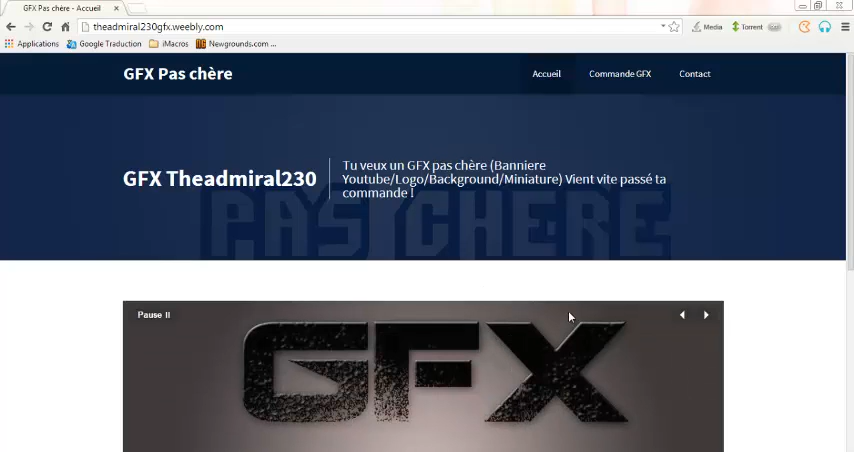 GFX Pas chère - Accueil
theadmiral230gfx.weebly.com
Media
Torrent
Applications
Google Traduction
iMacros
Newgrounds.com ...
GFX Pas chère
Accueil
Commande GFX
Contact
GFX Theadmiral230
Tu veux un GFX pas chère (Banniere
Youtube/Logo/Background/Miniature) Vient vite passé ta
commande !
PAS CHERE
Pause II
GFX